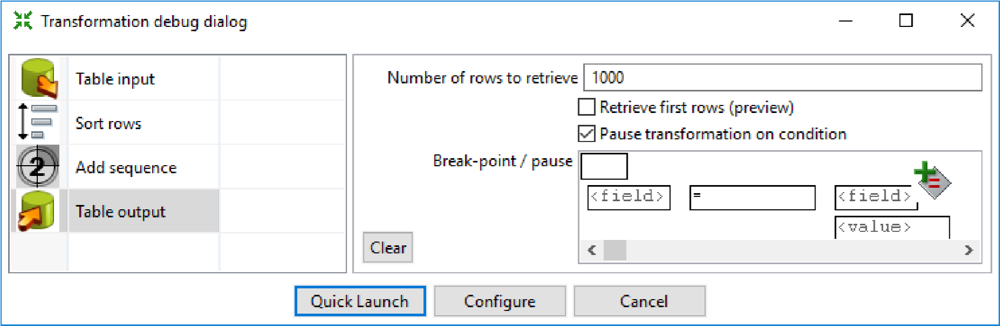 Transformation debug dialog
Table input
Sort rows
2
Add sequence
Table output
Number of rows to retrieve 1000
Retrieve first rows (preview)
Pause transformation on condition
Break-point / pause
<field> = <field>
<value>
Clear
Quick Launch Configure Cancel